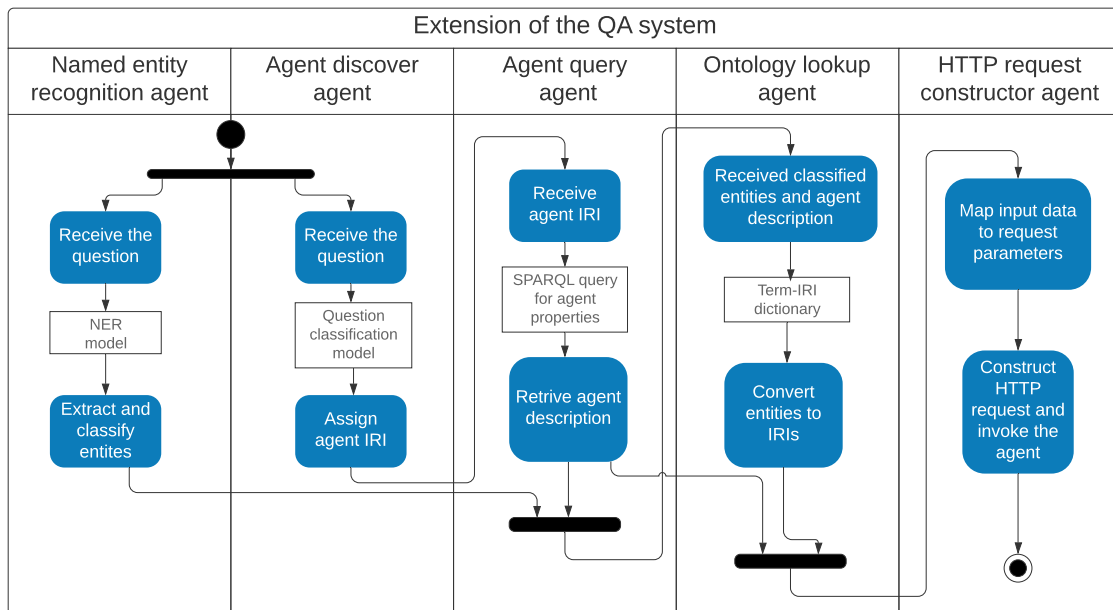 Extension of the QA system
Named entity
recognition agent
Agent discover
agent
Agent query
agent
Ontology lookup
agent
HTTP request
constructor agent
Receive the
question
NER
model
Extract and
classify
entites
Receive the
question
Question
classification
model
Assign
agent IRI
Receive
agent IRI
SPARQL query
for agent
properties
Retrive agent
description
Received classified
entities and agent
description
Term-IRI
dictionary
Convert
entities to
IRIs
Map input data
to request
parameters
Construct
HTTP
request and
invoke the
agent